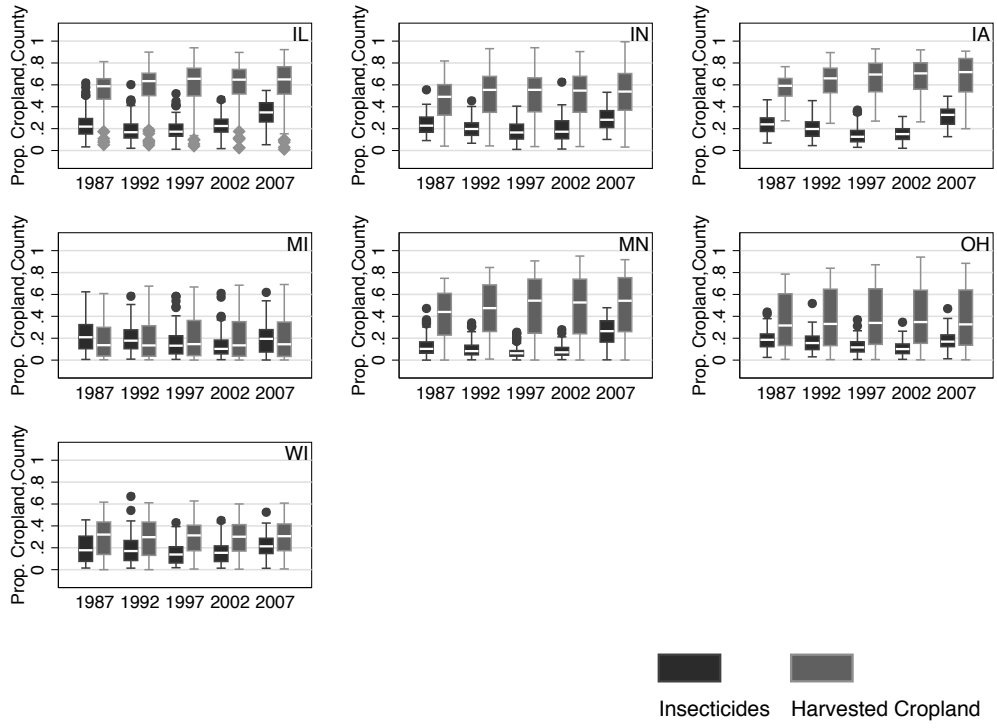 IL
Prop. Cropland,County
0 .2 .4 .6 .8 1
1987 1992 1997 2002 2007
IN
Prop. Cropland,County
0 .2 .4 .6 .8 1
1987 1992 1997 2002 2007
IA
Prop. Cropland,County
0 .2 .4 .6 .8 1
1987 1992 1997 2002 2007
MI
Prop. Cropland,County
0 .2 .4 .6 .8 1
1987 1992 1997 2002 2007
MN
Prop. Cropland,County
0 .2 .4 .6 .8 1
1987 1992 1997 2002 2007
OH
Prop. Cropland,County
0 .2 .4 .6 .8 1
1987 1992 1997 2002 2007
WI
Prop. Cropland,County
0 .2 .4 .6 .8 1
1987 1992 1997 2002 2007
Insecticides Harvested Cropland